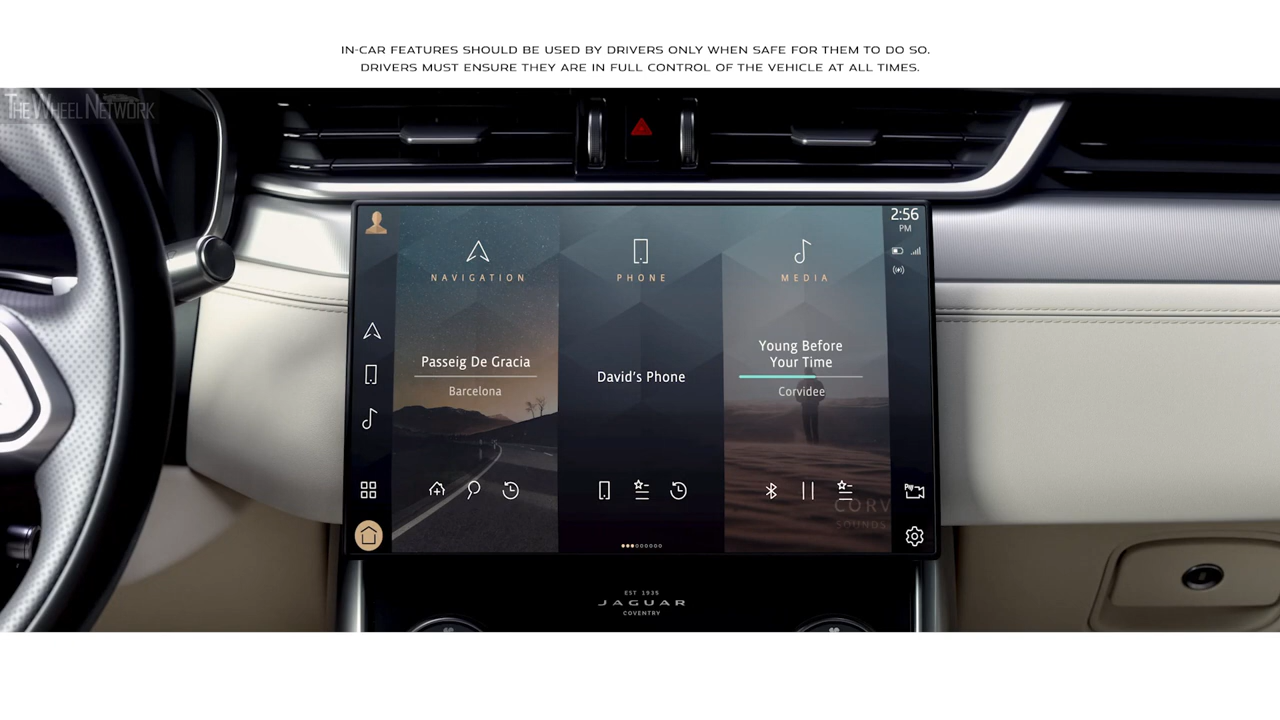 IN-CAR FEATURES SHOULD BE USED BY DRIVERS ONLY WHEN SAFE FOR THEM TO DO SO.
DRIVERS MUST ENSURE THEY ARE IN FULL CONTROL OF THE VEHICLE AT ALL TIMES.
THE WHEEL NETWORK
2:56
PM
NAVIGATION
PHONE
MEDIA
Passeig De Gracia
Barcelona
David's Phone
Young Before
Your Time
Corvidee
CORV
SOUNDS
EST 1935
JAGUAR
COVENTRY